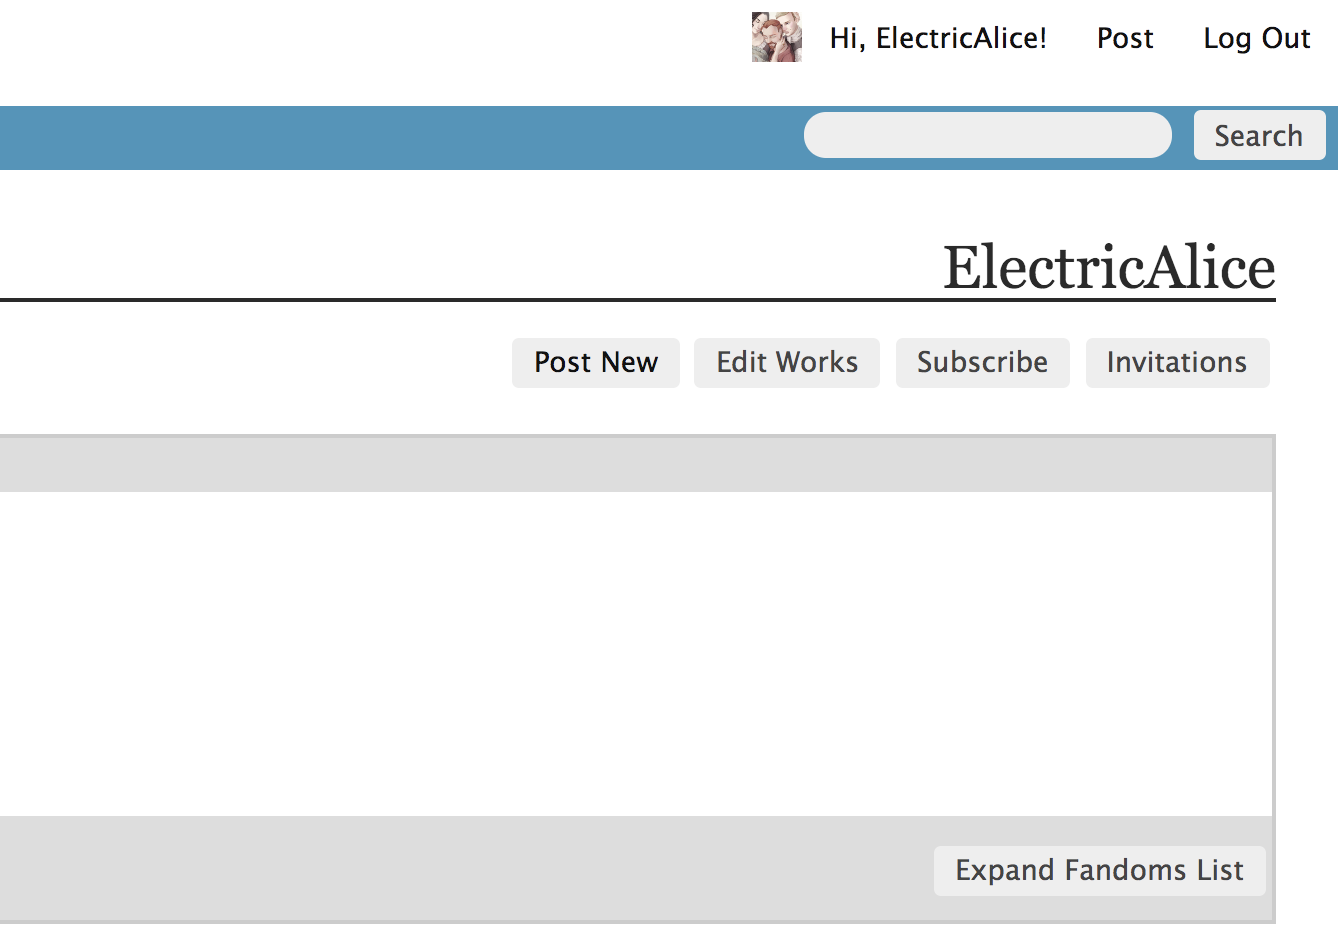 Hi, ElectricAlice! Post Log Out
Search
ElectricAlice
Post New Edit Works Subscribe Invitations
Expand Fandoms List